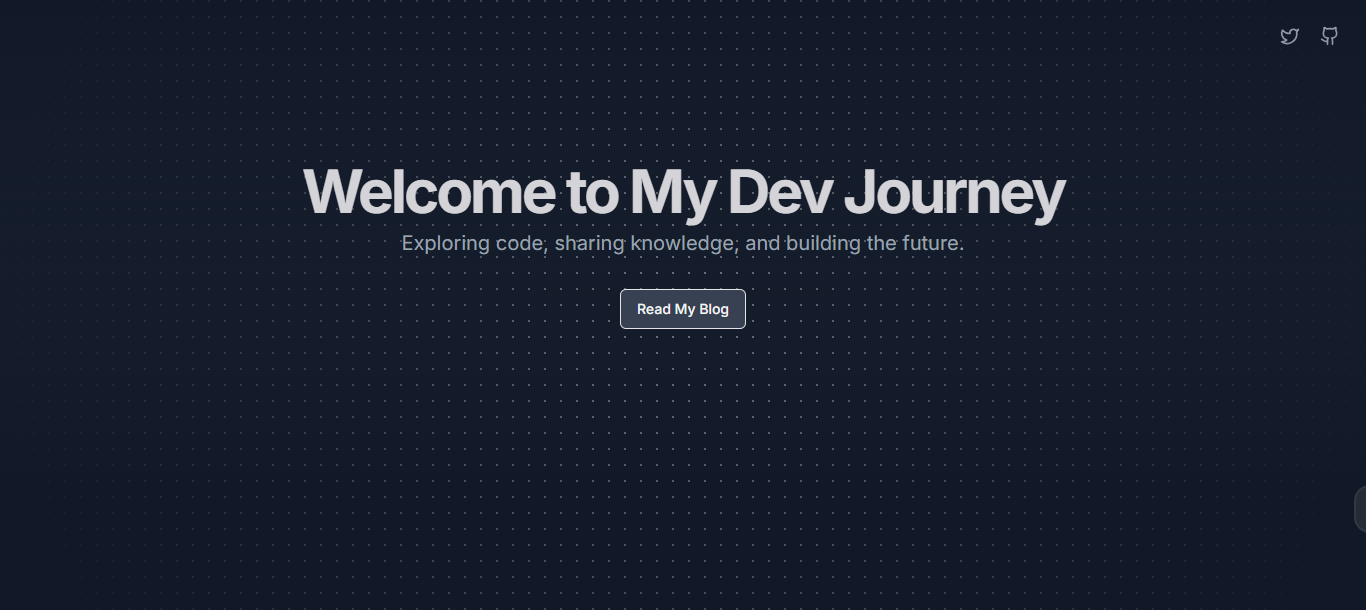 Welcome to My Dev Journey
Exploring code, sharing knowledge, and building the future.
Read My Blog